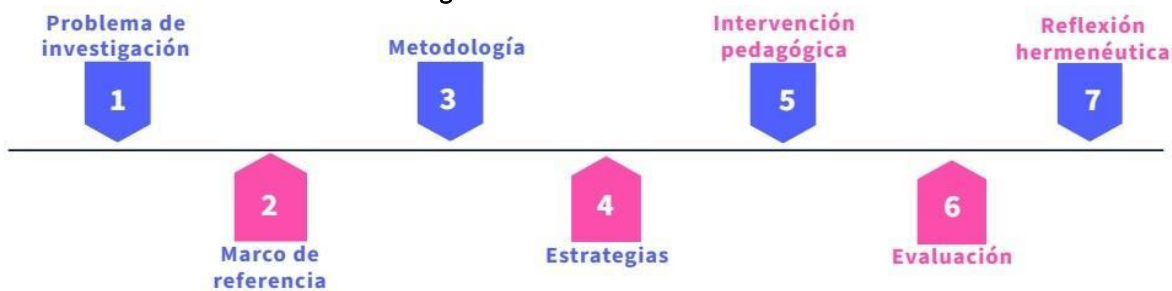 Problema de
investigación
1
2
Marco de
referencia
Metodología
3
4
Estrategias
Intervención
pedagógica
5
6
Evaluación
Reflexión
hermenéutica
7